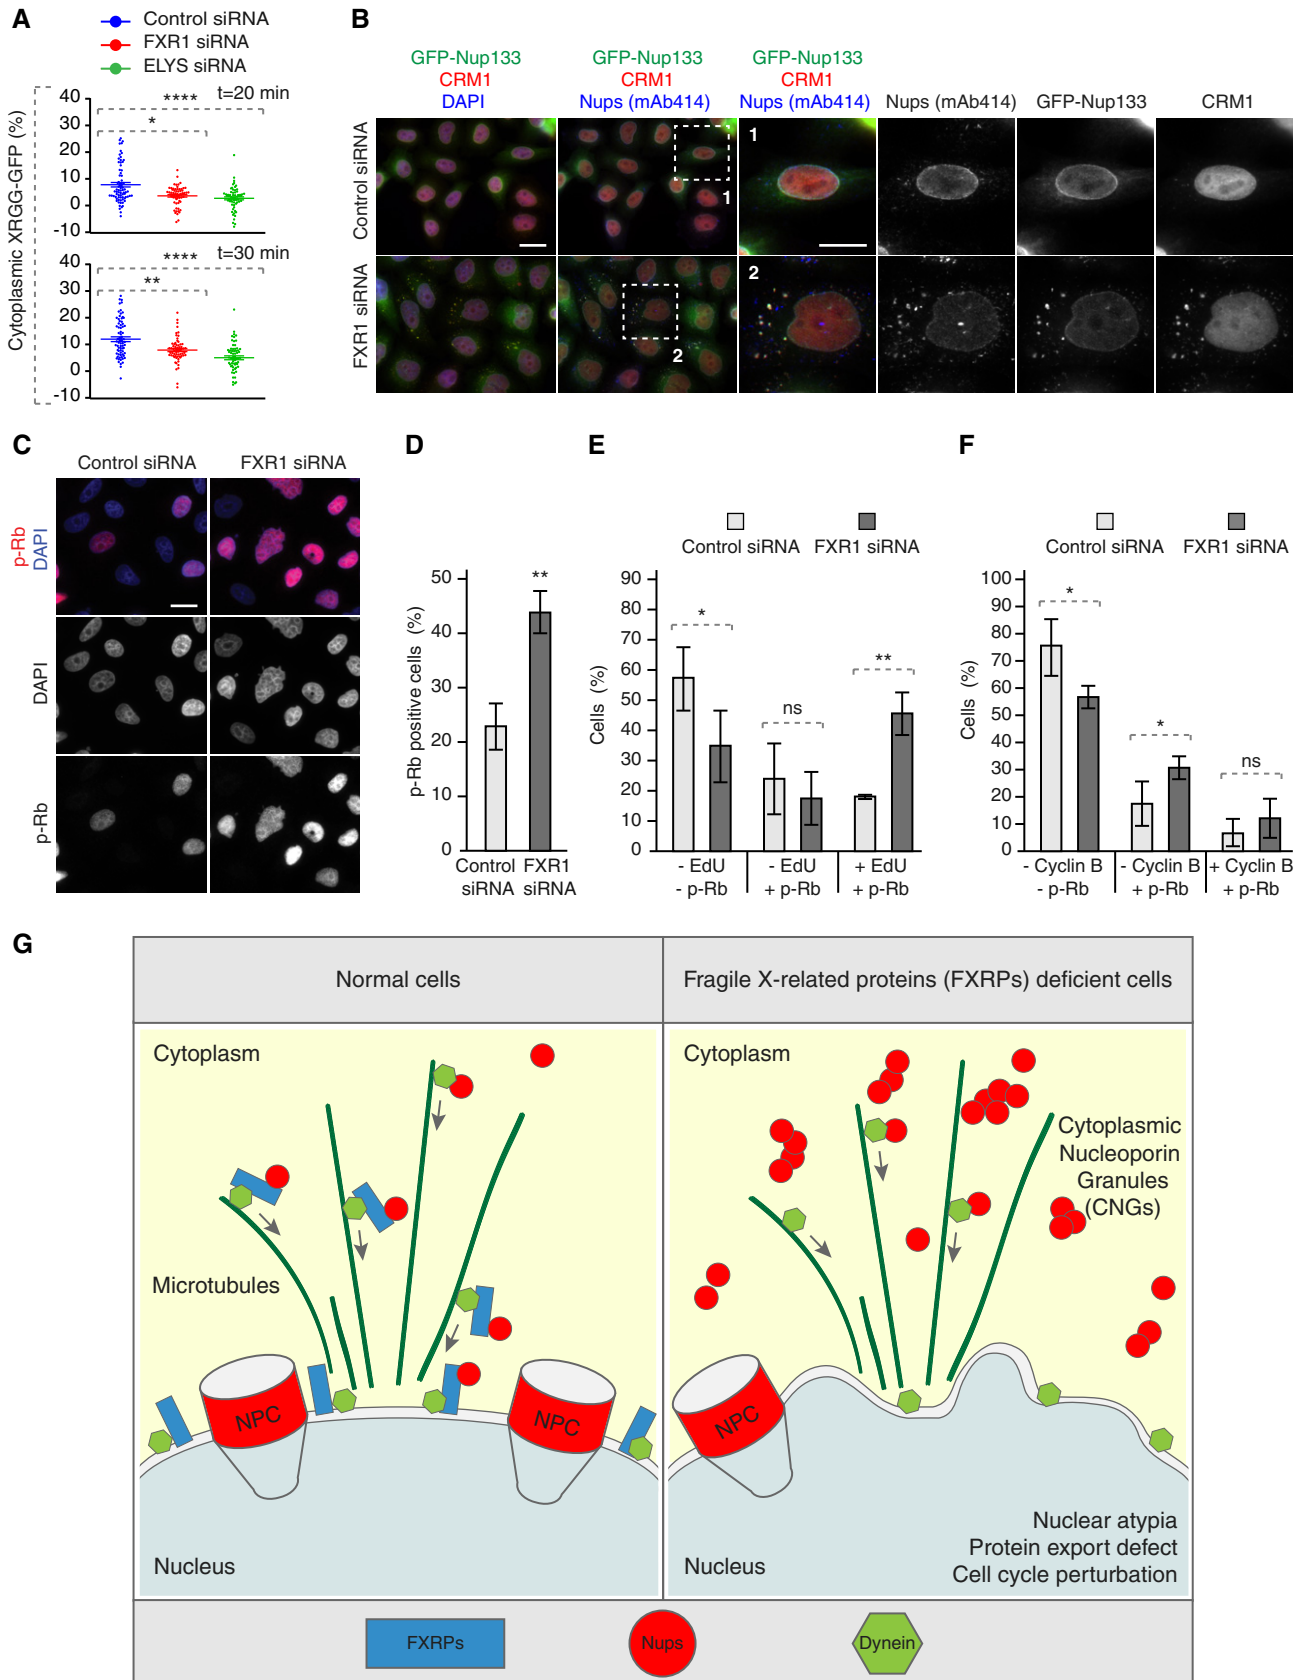 A
Control siRNA
FXR1 siRNA
ELYS siRNA
Cytoplasmic XRGG-GFP (%)
t=20 min
****
*
40
30
20
10
0
-10
t=30 min
****
**
40
30
20
10
0
-10
B
GFP-Nup133
CRM1
DAPI
GFP-Nup133
CRM1
Nups (mAb414)
GFP-Nup133
CRM1
Nups (mAb414)
Nups (mAb414)
GFP-Nup133
CRM1
Control siRNA
1
1
FXR1 siRNA
2
2
C
Control siRNA
FXR1 siRNA
p-Rb
DAPI
DAPI
p-Rb
D
p-Rb positive cells (%)
50
40
30
20
10
0
**
Control
siRNA
FXR1
siRNA
E
Control siRNA
FXR1 siRNA
Cells (%)
90
80
70
60
50
40
30
20
10
0
*
ns
**
- EdU
- p-Rb
- EdU
+ p-Rb
+ EdU
+ p-Rb
F
Control siRNA
FXR1 siRNA
Cells (%)
100
90
80
70
60
50
40
30
20
10
0
*
*
ns
- Cyclin B
- p-Rb
- Cyclin B
+ p-Rb
+ Cyclin B
+ p-Rb
G
Normal cells
Fragile X-related proteins (FXRPs) deficient cells
Cytoplasm
Microtubules
NPC
NPC
Nucleus
Cytoplasm
Cytoplasmic
Nucleoporin
Granules
(CNGs)
NPC
Nucleus
Nuclear atypia
Protein export defect
Cell cycle perturbation
FXRPs
Nups
Dynein